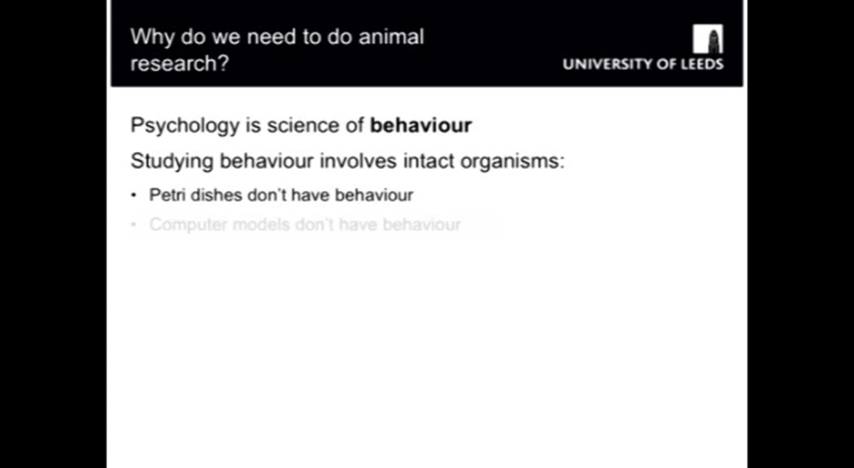 Why do we need to do animal
research?
UNIVERSITY OF LEEDS
Psychology is science of behaviour
Studying behaviour involves intact organisms:
• Petri dishes don't have behaviour
• Computer models don't have behaviour